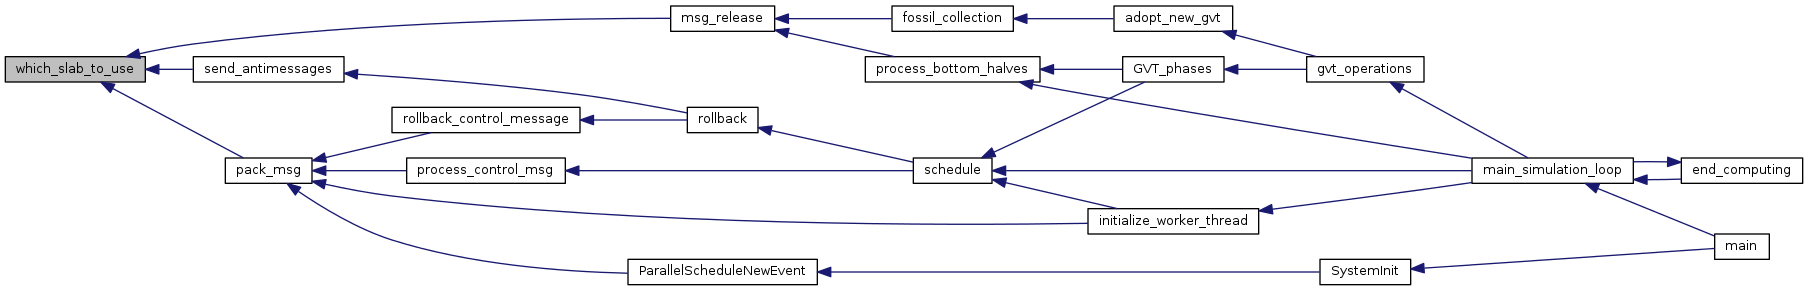 msg_release
fossil_collection
adopt_new_gvt
which_slab_to_use
send_antimessages
process_bottom_halves
GVT_phases
gvt_operations
rollback_control_message
rollback
pack_msg
process_control_msg
schedule
main_simulation_loop
end_computing
initialize_worker_thread
main
ParallelScheduleNewEvent
SystemInit